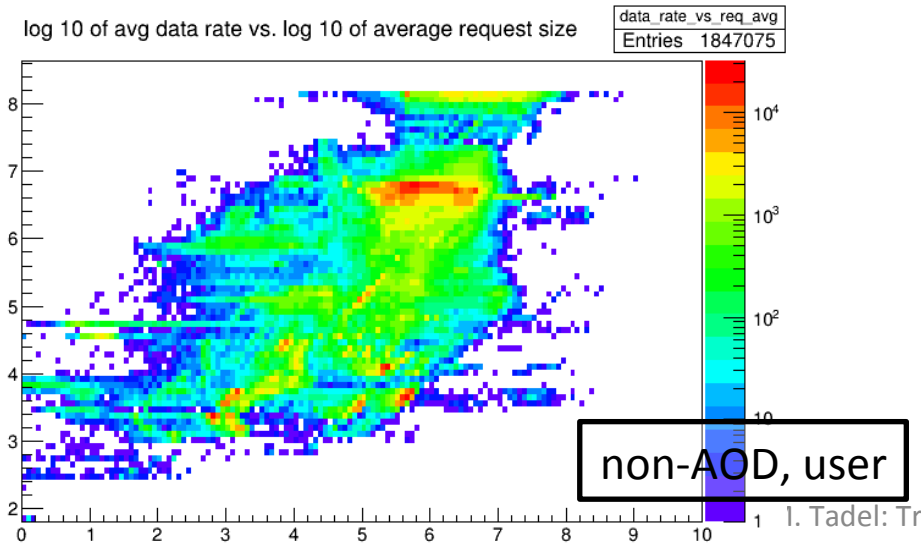 log 10 of avg data rate vs. log 10 of average request size
data_rate_vs_req_avg
Entries 1847075
8
7
6
5
4
3
2
0 1 2 3 4 5 6 7 8 9 10
10⁴
10³
10²
10
1
non-AOD, user
Tadel: Tr